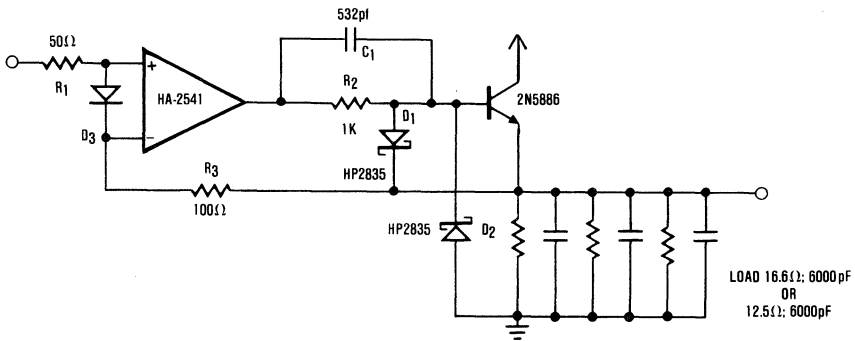 532pf
C1
50Ω
R1
+
HA-2541
R2
1K
D1
2N5886
D3
−
HP2835
R3
100Ω
HP2835
D2
LOAD 16.6Ω; 6000pF
OR
12.5Ω; 6000pF